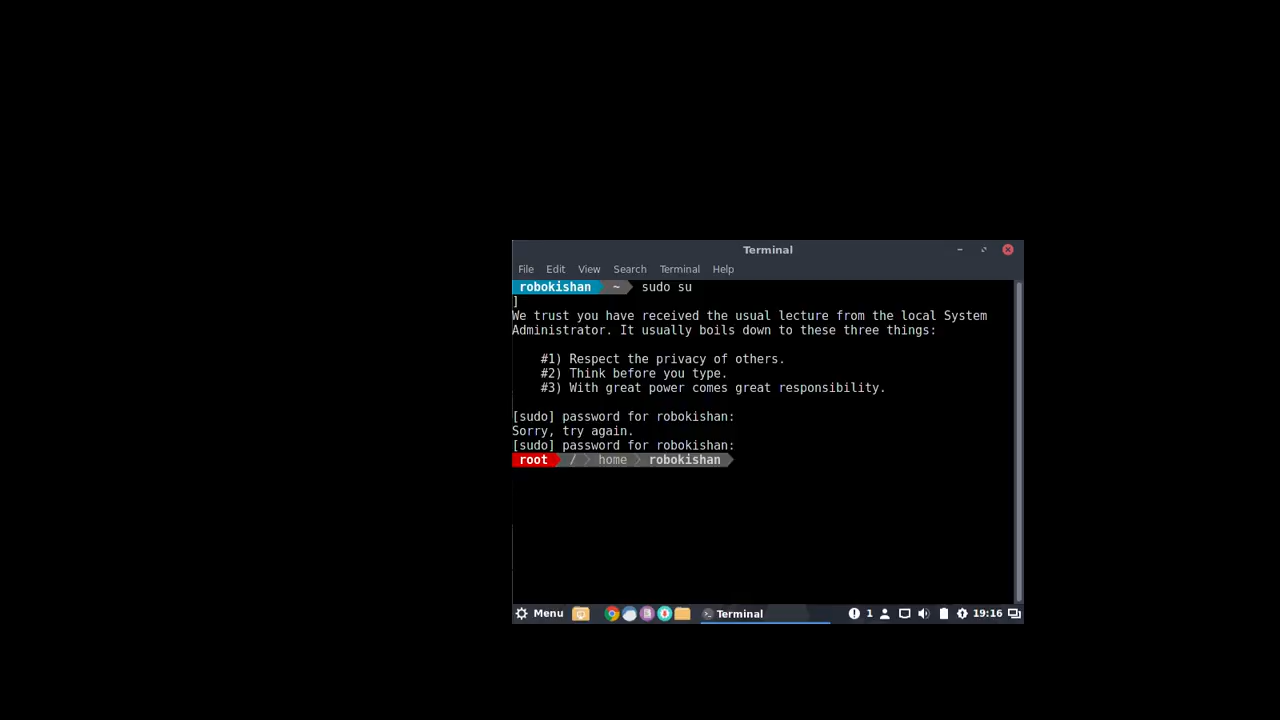 Terminal
File Edit View Search Terminal Help
robokishan ~ sudo su
]
We trust you have received the usual lecture from the local System
Administrator. It usually boils down to these three things:
#1) Respect the privacy of others.
#2) Think before you type.
#3) With great power comes great responsibility.
[sudo] password for robokishan:
Sorry, try again.
[sudo] password for robokishan:
root / home robokishan
Menu Terminal 1 19:16